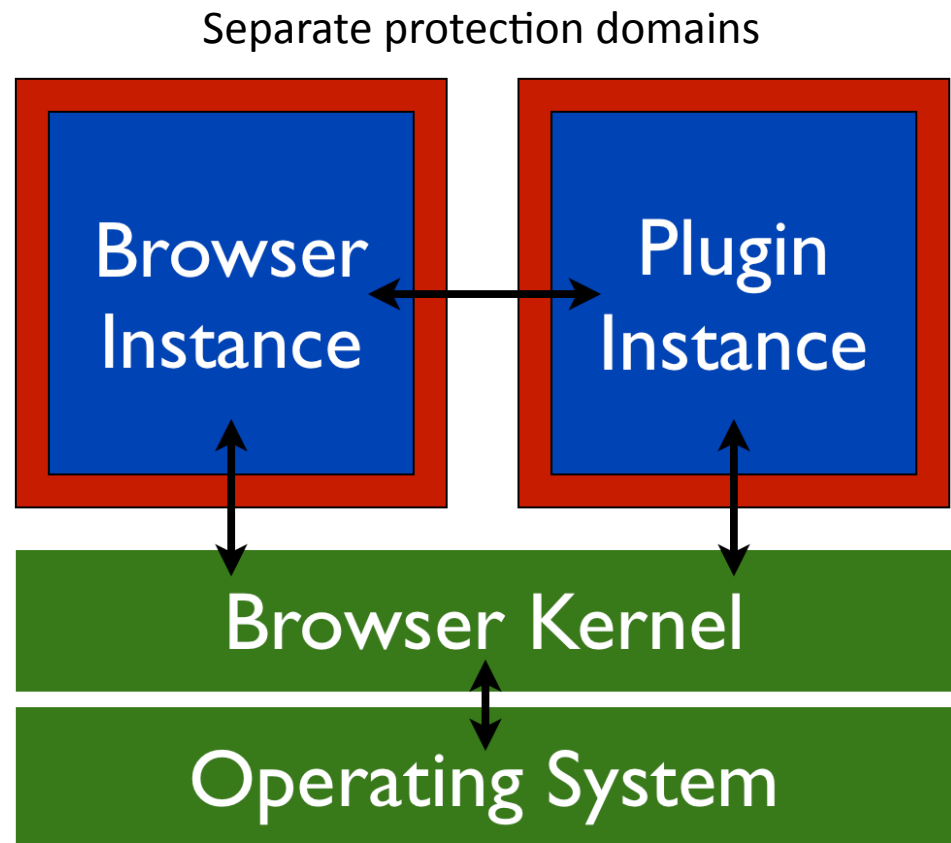 Separate protection domains
Browser
Instance
Plugin
Instance
Browser Kernel
Operating System